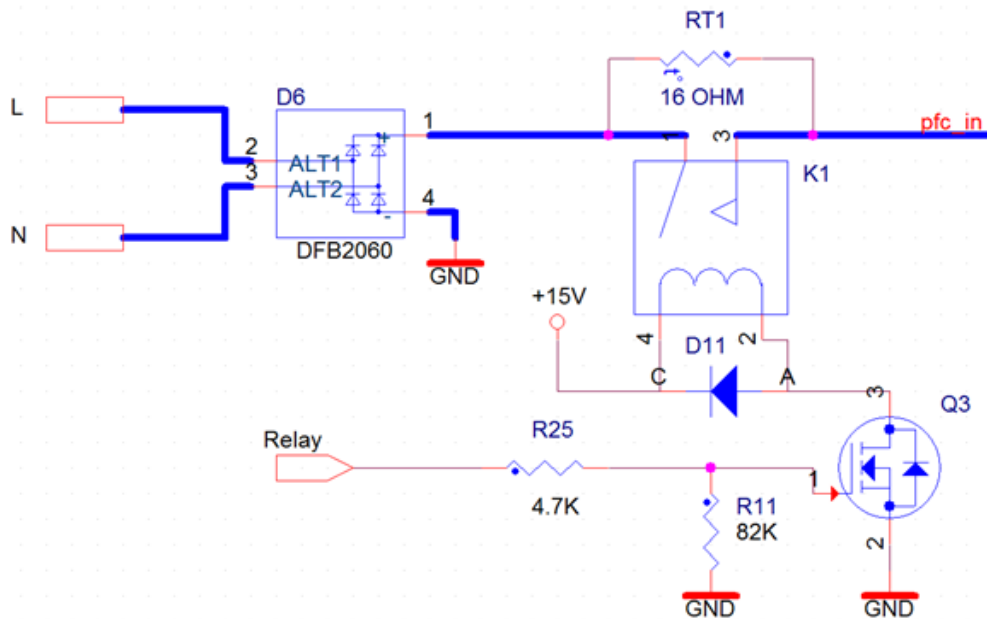 RT1
16 OHM
L
D6
1
2
ALT1
+
3
ALT2
4
-
N
DFB2060
GND
1
3
pfc_in
K1
+15V
4
2
D11
C
A
3
Q3
Relay
R25
4.7K
1
R11
82K
2
GND
GND